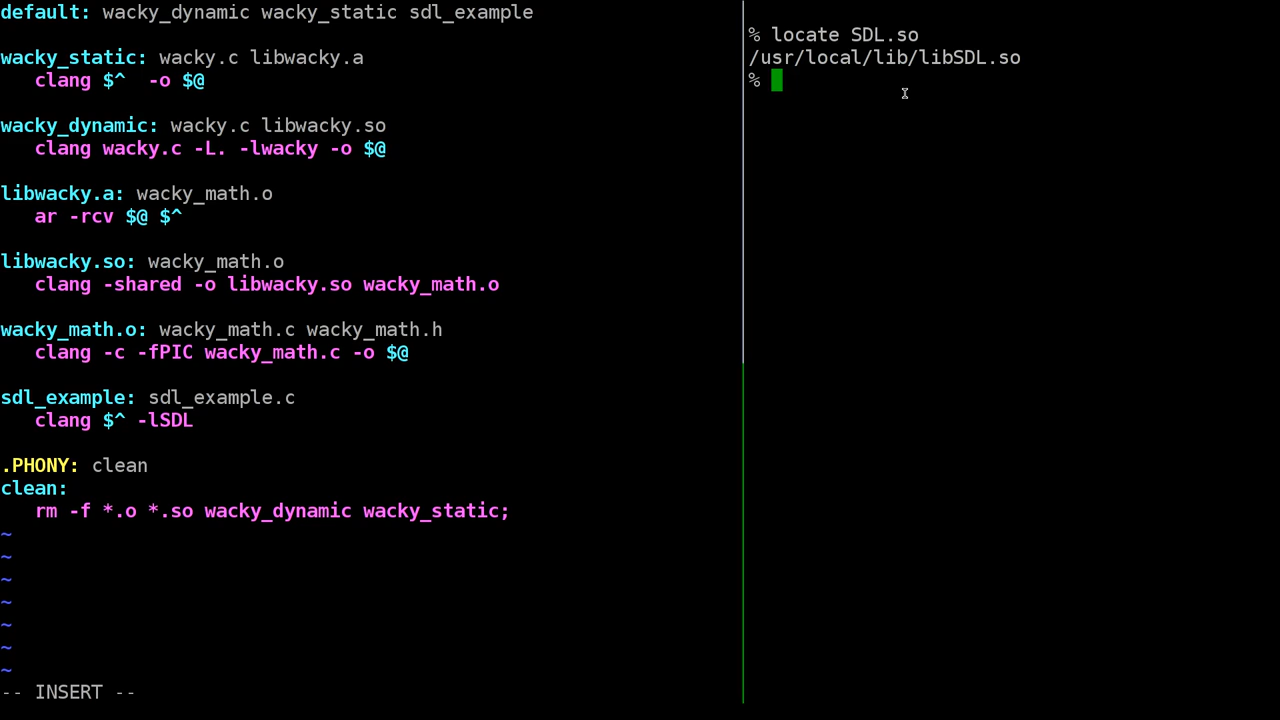 default: wacky_dynamic wacky_static sdl_example
wacky_static: wacky.c libwacky.a
clang $^  -o $@
wacky_dynamic: wacky.c libwacky.so
clang wacky.c -L. -lwacky -o $@
libwacky.a: wacky_math.o
ar -rcv $@ $^
libwacky.so: wacky_math.o
clang -shared -o libwacky.so wacky_math.o
wacky_math.o: wacky_math.c wacky_math.h
clang -c -fPIC wacky_math.c -o $@
sdl_example: sdl_example.c
clang $^ -lSDL
.PHONY: clean
clean:
rm -f *.o *.so wacky_dynamic wacky_static;
~
~
~
~
~
~
~
-- INSERT --
% locate SDL.so
/usr/local/lib/libSDL.so
%